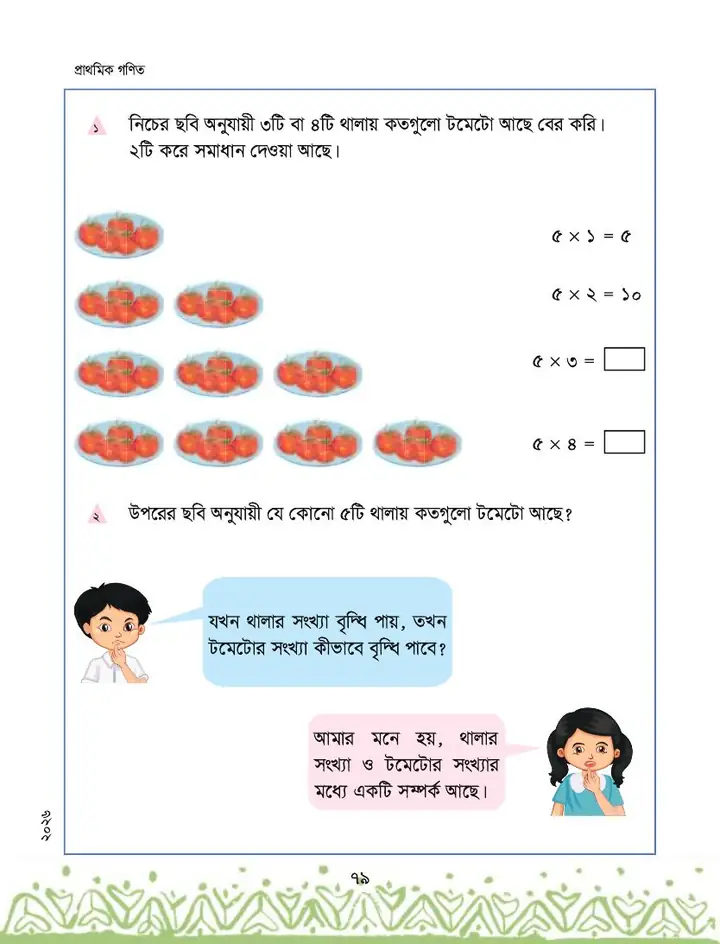 প্রাথমিক গণিত
১ নিচের ছবি অনুযায়ী ৩টি বা ৪টি থালায় কতগুলো টমেটো আছে বের করি।
২টি করে সমাধান দেওয়া আছে।
৫ × ১ = ৫
৫ × ২ = ১০
৫ × ৩ =
৫ × ৪ =
২ উপরের ছবি অনুযায়ী যে কোনো ৫টি থালায় কতগুলো টমেটো আছে?
যখন থালার সংখ্যা বৃদ্ধি পায়, তখন
টমেটোর সংখ্যা কীভাবে বৃদ্ধি পাবে?
আমার মনে হয়, থালার
সংখ্যা ও টমেটোর সংখ্যার
মধ্যে একটি সম্পর্ক আছে।
২০২৬
৭৯